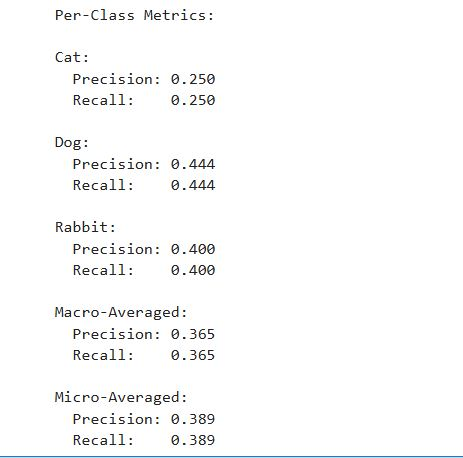 Per-Class Metrics:
Cat:
Precision: 0.250
Recall: 0.250
Dog:
Precision: 0.444
Recall: 0.444
Rabbit:
Precision: 0.400
Recall: 0.400
Macro-Averaged:
Precision: 0.365
Recall: 0.365
Micro-Averaged:
Precision: 0.389
Recall: 0.389